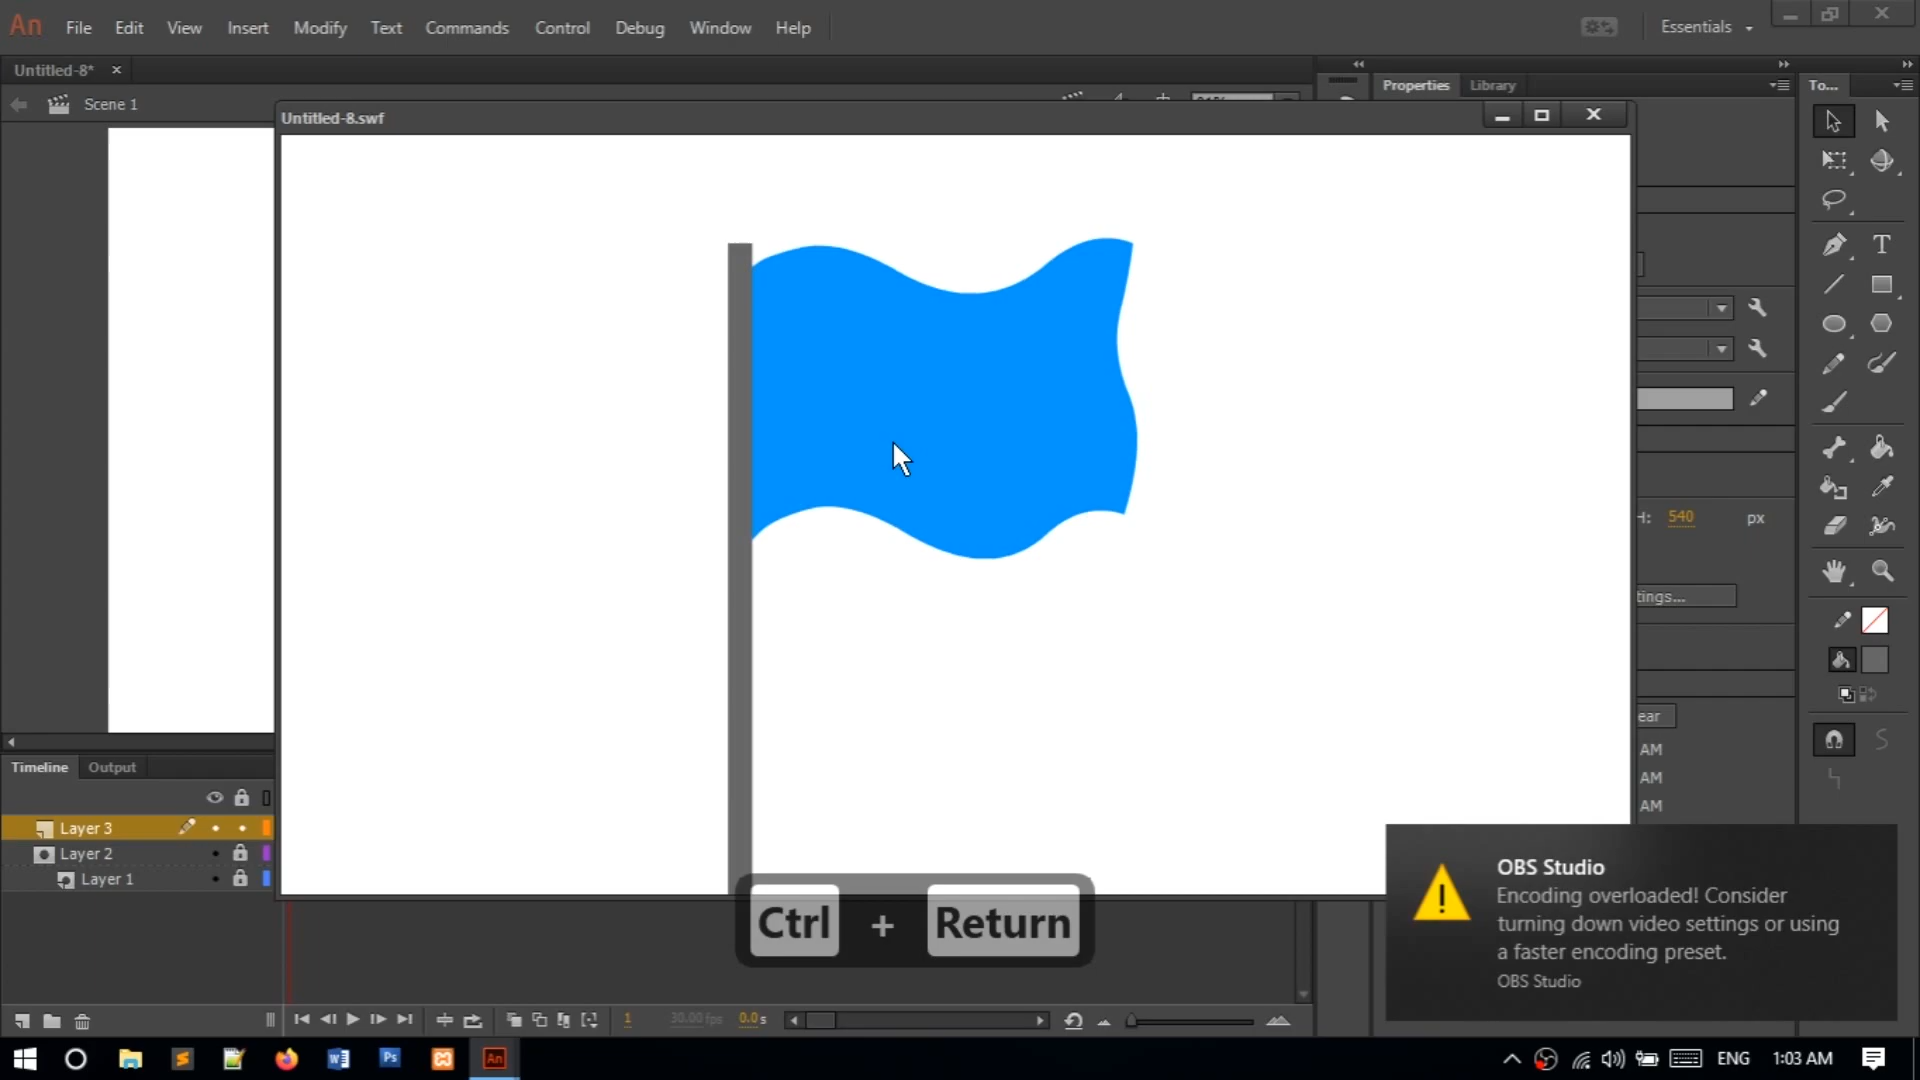 An File Edit View Insert Modify Text Commands Control Debug Window Help Essentials
Untitled-8*
Properties Library To...
Scene 1
Untitled-8.swf
T
H: 540 px
tings...
ear
AM
AM
AM
Timeline Output
Layer 3
Layer 2
Layer 1
Ctrl + Return
OBS Studio
Encoding overloaded! Consider
turning down video settings or using
a faster encoding preset.
OBS Studio
1 30.00 fps 0.0 s
Ps An ENG 1:03 AM